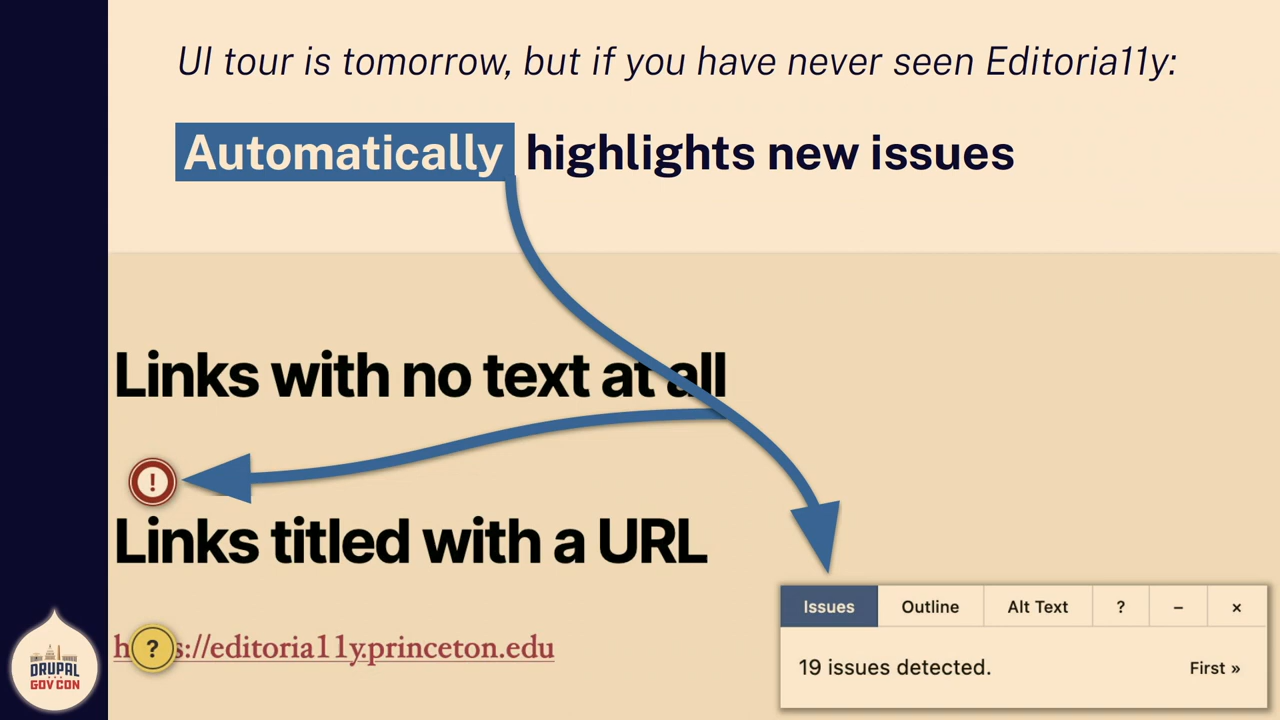 UI tour is tomorrow, but if you have never seen Editoria11y:
Automatically highlights new issues
Links with no text at all
!
Links titled with a URL
?
s://editoria11y.princeton.edu
Issues
Outline
Alt Text
?
–
×
19 issues detected.
First »
DRUPAL
GOV CON